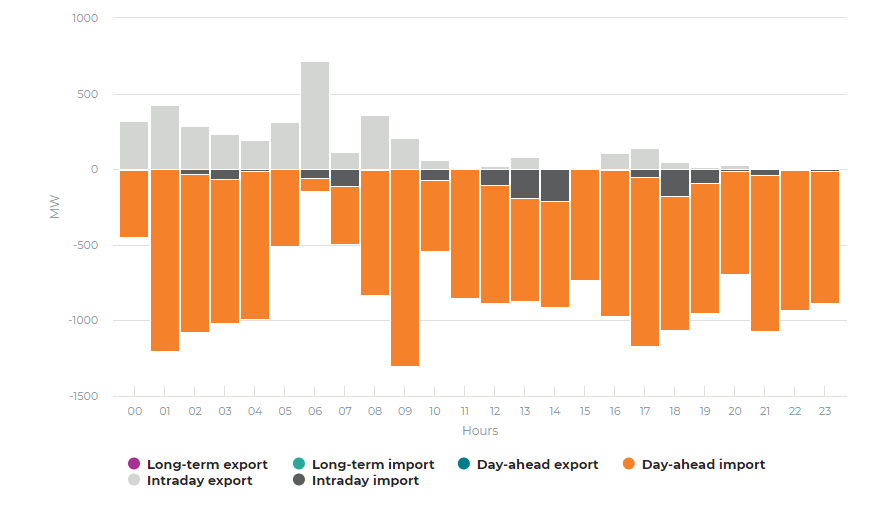 1000
500
0
-500
-1000
-1500
MW
00 01 02 03 04 05 06 07 08 09 10 11 12 13 14 15 16 17 18 19 20 21 22 23
Hours
Long-term export Long-term import Day-ahead export Day-ahead import
Intraday export Intraday import